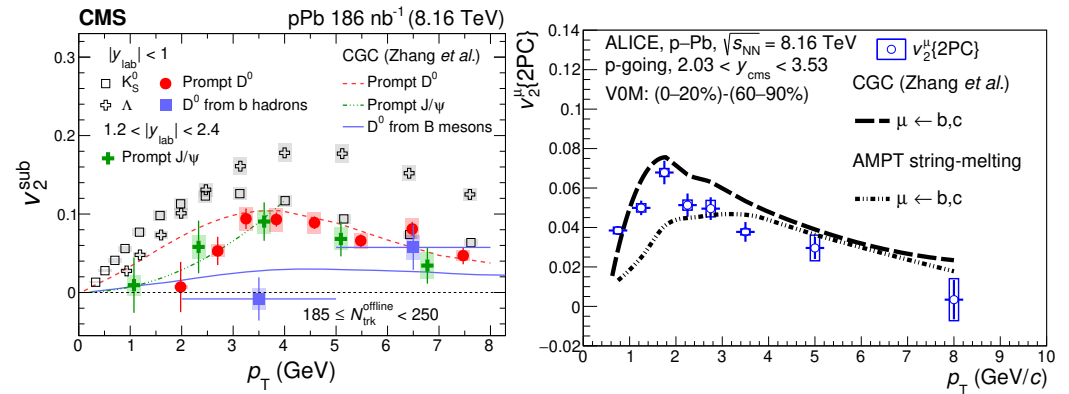 CMS pPb 186 nb⁻¹ (8.16 TeV)
|y_lab| < 1
K⁰_S Prompt D⁰
Λ D⁰ from b hadrons
1.2 < |y_lab| < 2.4
Prompt J/ψ
CGC (Zhang et al.)
Prompt D⁰
Prompt J/ψ
D⁰ from B mesons
185 ≤ N_trk^offline < 250
v₂^sub
0.3
0.2
0.1
0
0 1 2 3 4 5 6 7 8
p_T (GeV)
ALICE, p−Pb, √s_NN = 8.16 TeV
p-going, 2.03 < y_cms < 3.53
V0M: (0−20%)-(60−90%)
v₂^μ{2PC}
CGC (Zhang et al.)
μ ← b,c
AMPT string-melting
μ ← b,c
v₂^μ{2PC}
0.14
0.12
0.1
0.08
0.06
0.04
0.02
0
−0.02
0 1 2 3 4 5 6 7 8 9 10
p_T (GeV/c)